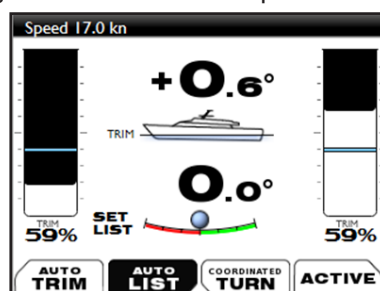 Speed 17.0 kn
+0.6°
TRIM
0.0°
TRIM
59%
SET
LIST
TRIM
59%
AUTO
TRIM
AUTO
LIST
COORDINATED
TURN
ACTIVE